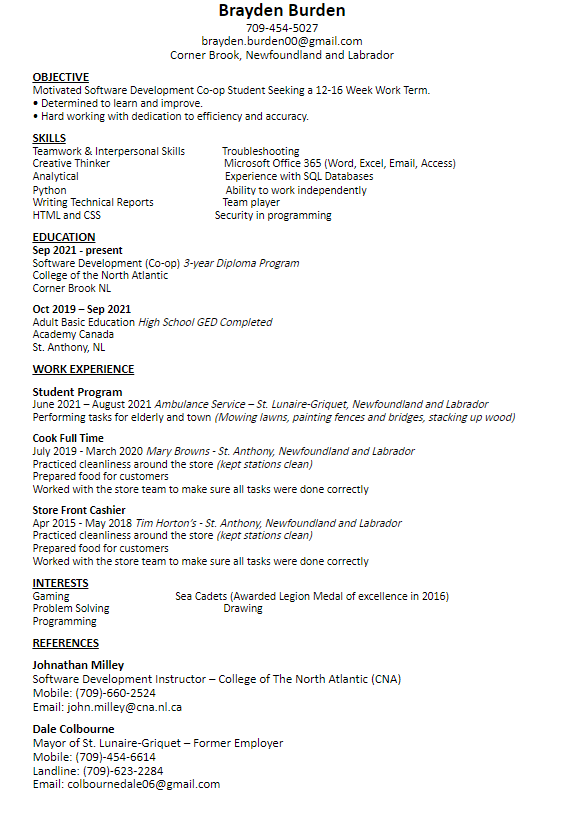 Brayden Burden
709-454-5027
brayden.burden00@gmail.com
Corner Brook, Newfoundland and Labrador
OBJECTIVE
Motivated Software Development Co-op Student Seeking a 12-16 Week Work Term.
• Determined to learn and improve.
• Hard working with dedication to efficiency and accuracy.
SKILLS
Teamwork & Interpersonal Skills Troubleshooting
Creative Thinker Microsoft Office 365 (Word, Excel, Email, Access)
Analytical Experience with SQL Databases
Python Ability to work independently
Writing Technical Reports Team player
HTML and CSS Security in programming
EDUCATION
Sep 2021 - present
Software Development (Co-op) 3-year Diploma Program
College of the North Atlantic
Corner Brook NL
Oct 2019 – Sep 2021
Adult Basic Education High School GED Completed
Academy Canada
St. Anthony, NL
WORK EXPERIENCE
Student Program
June 2021 – August 2021 Ambulance Service – St. Lunaire-Griquet, Newfoundland and Labrador
Performing tasks for elderly and town (Mowing lawns, painting fences and bridges, stacking up wood)
Cook Full Time
July 2019 - March 2020 Mary Browns - St. Anthony, Newfoundland and Labrador
Practiced cleanliness around the store (kept stations clean)
Prepared food for customers
Worked with the store team to make sure all tasks were done correctly
Store Front Cashier
Apr 2015 - May 2018 Tim Horton's - St. Anthony, Newfoundland and Labrador
Practiced cleanliness around the store (kept stations clean)
Prepared food for customers
Worked with the store team to make sure all tasks were done correctly
INTERESTS
Gaming Sea Cadets (Awarded Legion Medal of excellence in 2016)
Problem Solving Drawing
Programming
REFERENCES
Johnathan Milley
Software Development Instructor – College of The North Atlantic (CNA)
Mobile: (709)-660-2524
Email: john.milley@cna.nl.ca
Dale Colbourne
Mayor of St. Lunaire-Griquet – Former Employer
Mobile: (709)-454-6614
Landline: (709)-623-2284
Email: colbournedale06@gmail.com